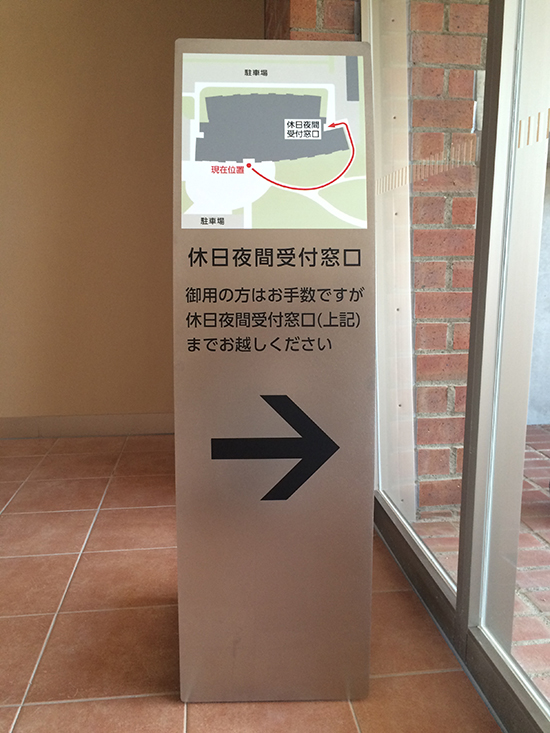 駐車場
休日夜間
受付窓口
現在位置
駐車場
休日夜間受付窓口
御用の方はお手数ですが
休日夜間受付窓口(上記)
までお越しください